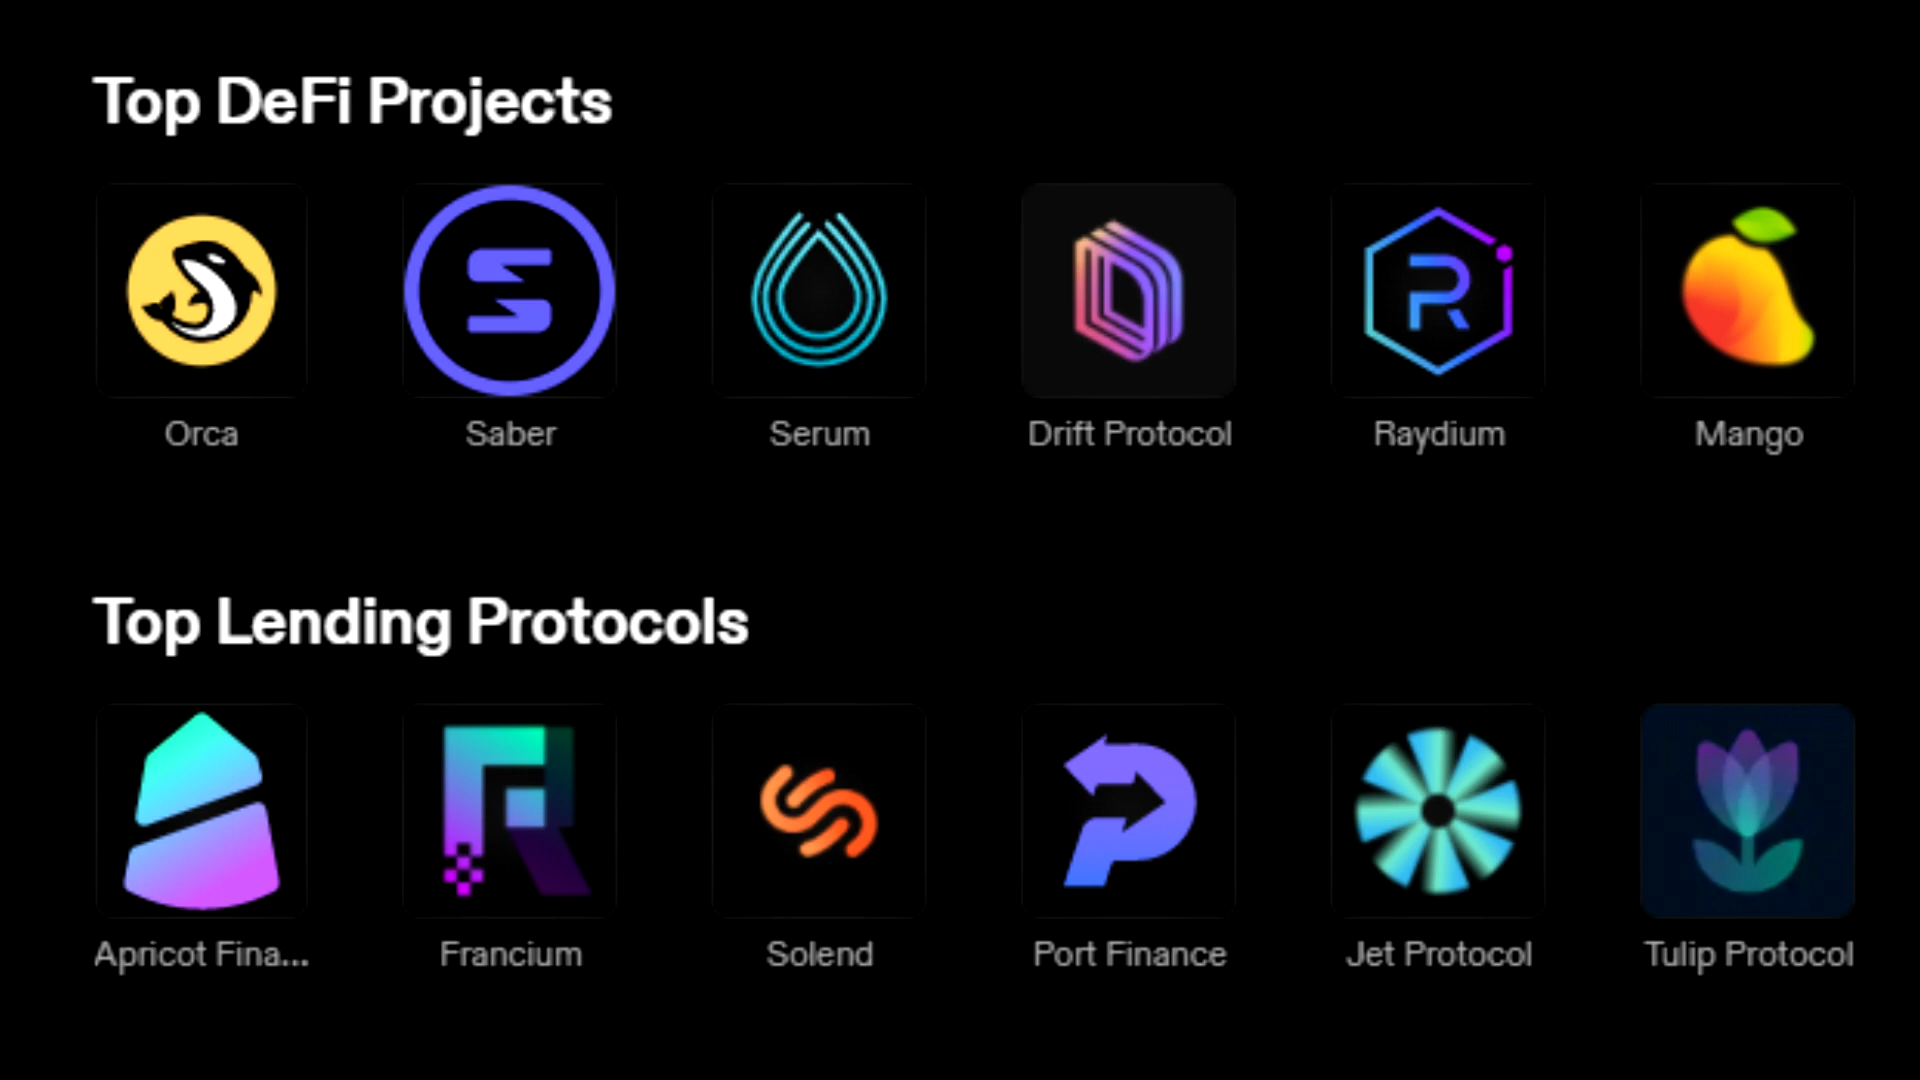 Top DeFi Projects
Orca Saber Serum Drift Protocol Raydium Mango
Top Lending Protocols
Apricot Fina... Francium Solend Port Finance Jet Protocol Tulip Protocol